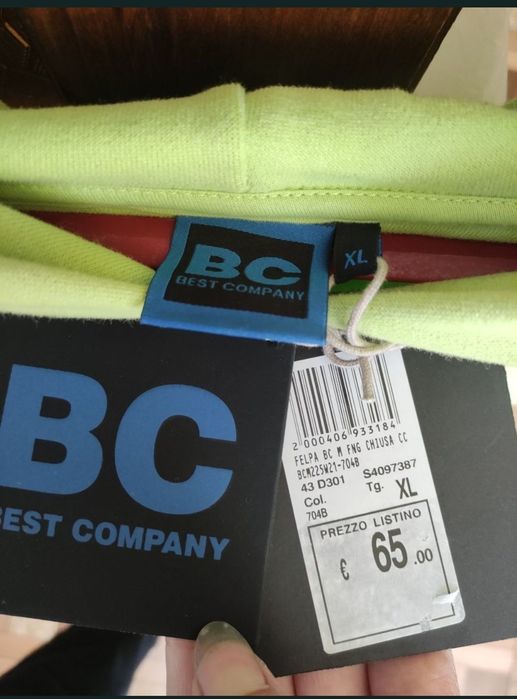 BC
BEST COMPANY
XL
BC
BEST COMPANY
2 000406 933184
FELPA BC M FNG CHIUSA CC
BCM225W21-704B
43 D301 S4097387
Col. Tg. XL
704B
PREZZO LISTINO
€ 65.00